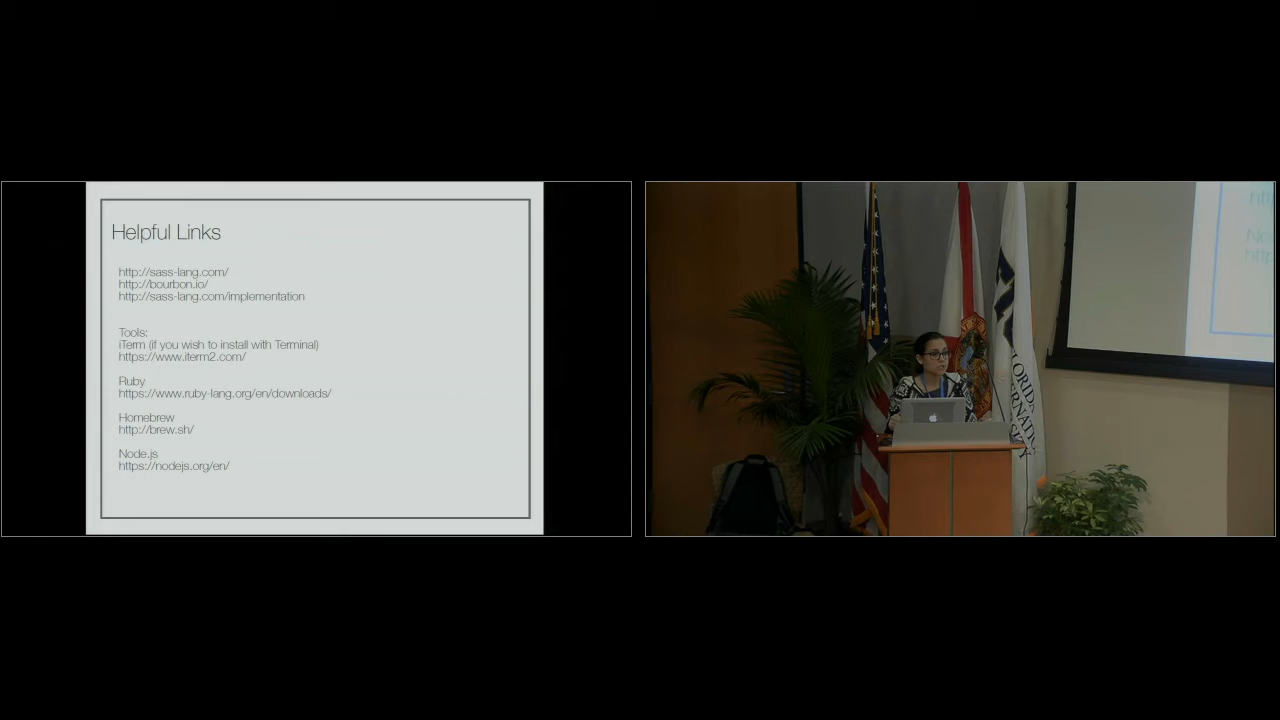 Helpful Links
http://sass-lang.com/
http://bourbon.io/
http://sass-lang.com/implementation
Tools:
iTerm (if you wish to install with Terminal)
https://www.iterm2.com/
Ruby
https://www.ruby-lang.org/en/downloads/
Homebrew
http://brew.sh/
Node.js
https://nodejs.org/en/